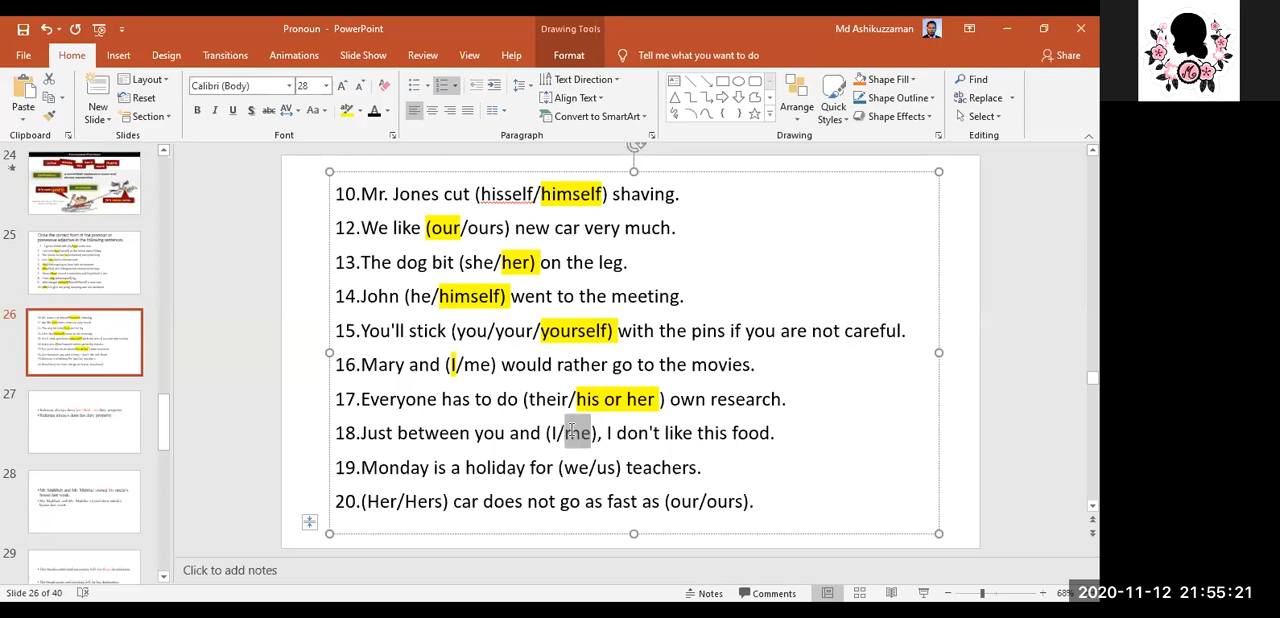 Pronoun - PowerPoint
Drawing Tools
Md Ashikuzzaman
File Home Insert Design Transitions Animations Slide Show Review View Help Format Tell me what you want to do Share
Paste
Clipboard
New Slide
Layout
Reset
Section
Slides
Calibri (Body) 28
Font
Text Direction
Align Text
Convert to SmartArt
Paragraph
Arrange
Quick Styles
Shape Fill
Shape Outline
Shape Effects
Drawing
Find
Replace
Select
Editing
24
25
26
27
28
29
10.Mr. Jones cut ( /himself) shaving.
12.We like (our/ours) new car very much.
13.The dog bit ( /her) on the leg.
14.John (he/himself) went to the meeting.
15.You'll stick ( /yourself) with the pins if you are not careful.
16.Mary and (I/me) would rather go to the movies.
17.Everyone has to do (their/his or her ) own research.
18.Just between you and (I/me), I don't like this food.
19.Monday is a holiday for (we/us) teachers.
20.(Her/Hers) car does not go as fast as (our/ours).
Click to add notes
Slide 26 of 40
Notes
Comments
68%
2020-11-12 21:55:21